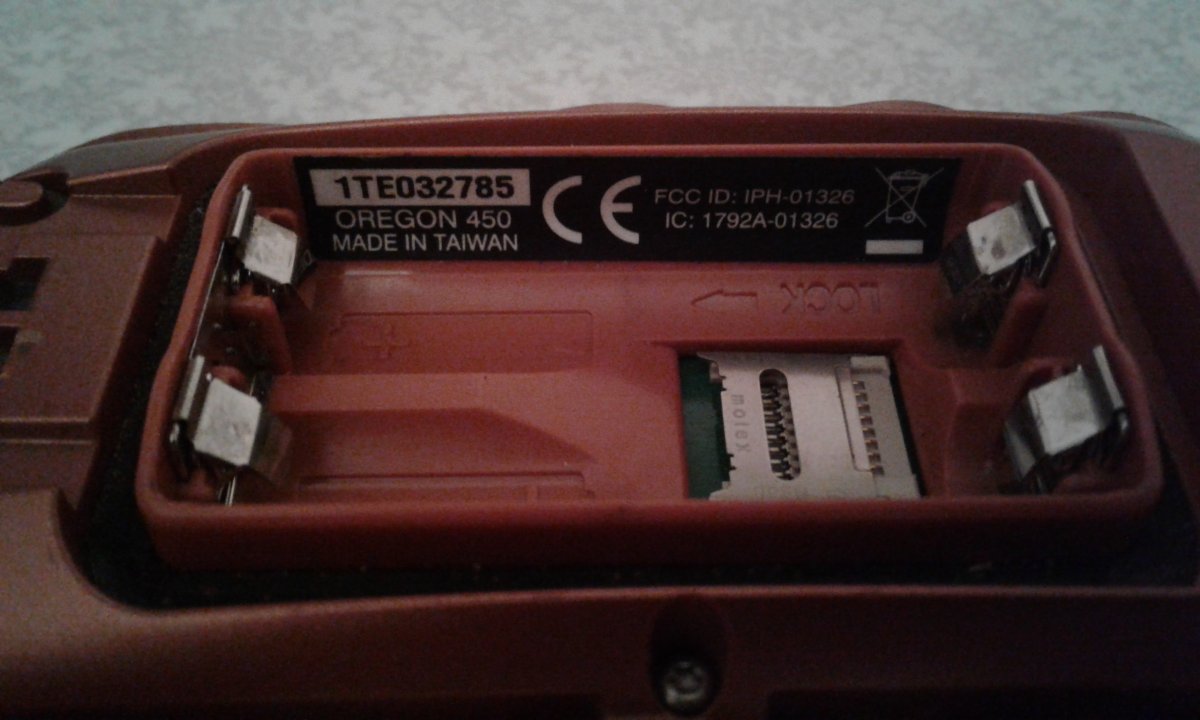 1TE032785
OREGON 450
MADE IN TAIWAN
CE
FCC ID: IPH-01326
IC: 1792A-01326
LOCK
molex